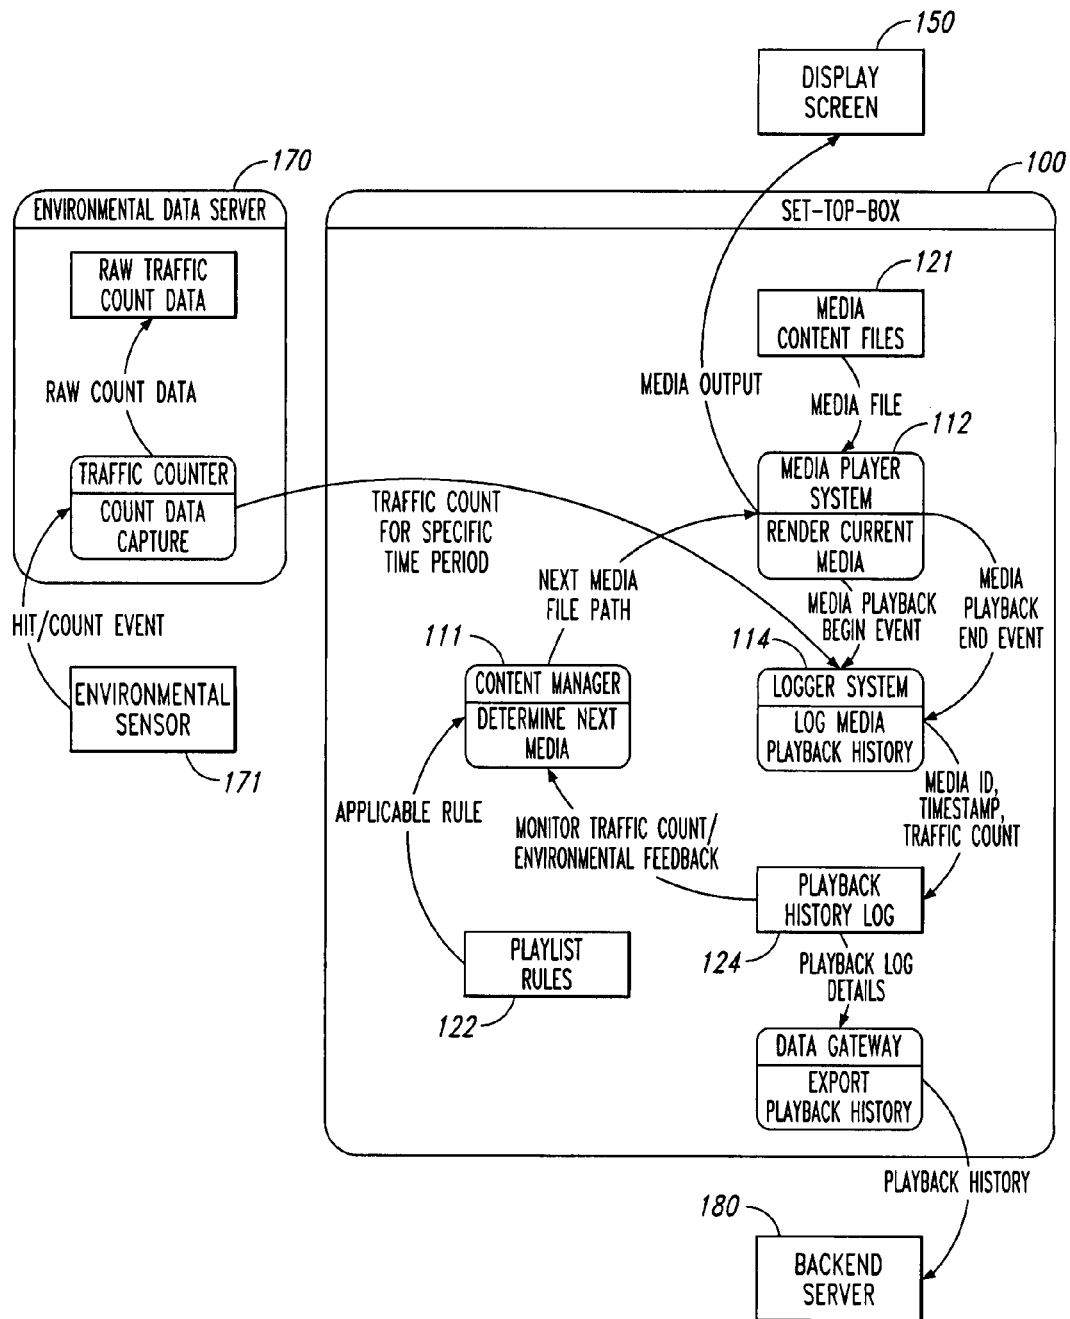 150
DISPLAY
SCREEN
170
ENVIRONMENTAL DATA SERVER
RAW TRAFFIC
COUNT DATA
RAW COUNT DATA
TRAFFIC COUNTER
COUNT DATA
CAPTURE
HIT/COUNT EVENT
ENVIRONMENTAL
SENSOR
171
100
SET-TOP-BOX
121
MEDIA
CONTENT FILES
MEDIA OUTPUT
MEDIA FILE
112
MEDIA PLAYER
SYSTEM
RENDER CURRENT
MEDIA
TRAFFIC COUNT
FOR SPECIFIC
TIME PERIOD
NEXT MEDIA
FILE PATH
MEDIA PLAYBACK
BEGIN EVENT
MEDIA
PLAYBACK
END EVENT
111
CONTENT MANAGER
DETERMINE NEXT
MEDIA
114
LOGGER SYSTEM
LOG MEDIA
PLAYBACK HISTORY
APPLICABLE RULE
MONITOR TRAFFIC COUNT/
ENVIRONMENTAL FEEDBACK
MEDIA ID,
TIMESTAMP,
TRAFFIC COUNT
PLAYBACK
HISTORY LOG
124
PLAYLIST
RULES
122
PLAYBACK LOG
DETAILS
DATA GATEWAY
EXPORT
PLAYBACK HISTORY
PLAYBACK HISTORY
180
BACKEND
SERVER